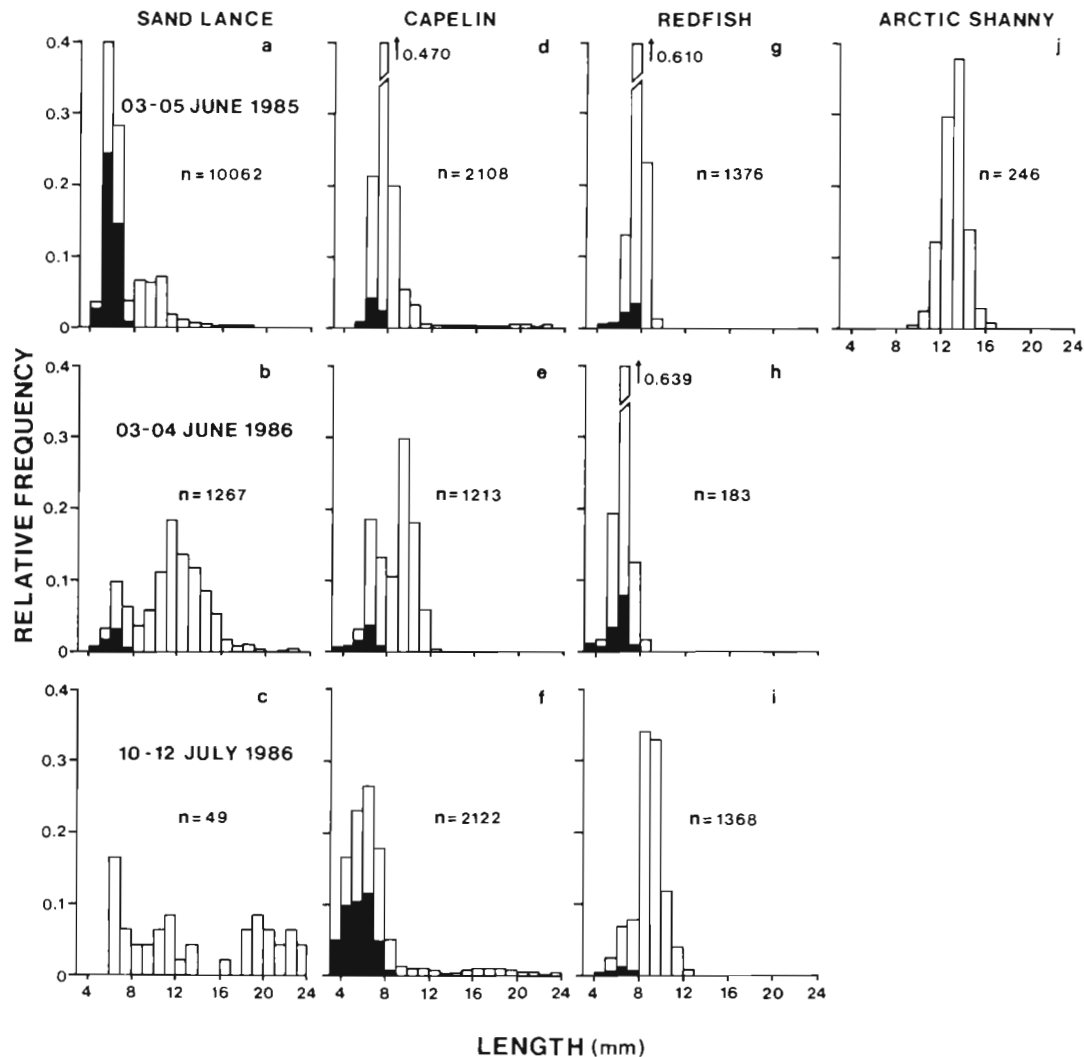 SAND LANCE CAPELIN REDFISH ARCTIC SHANNY
0.4 a d g j
0.470 0.610
03-05 JUNE 1985
0.3
0.2 n=10062 n=2108 n=1376 n=246
0.1
0
4 8 12 16 20 24
0.4 b e h
0.639
03-04 JUNE 1986
0.3
0.2 n=1267 n=1213 n=183
0.1
0
0.4 c f i
10-12 JULY 1986
0.3
0.2 n=49 n=2122 n=1368
0.1
0
4 8 12 16 20 24 4 8 12 16 20 24 4 8 12 16 20 24
RELATIVE FREQUENCY
LENGTH (mm)